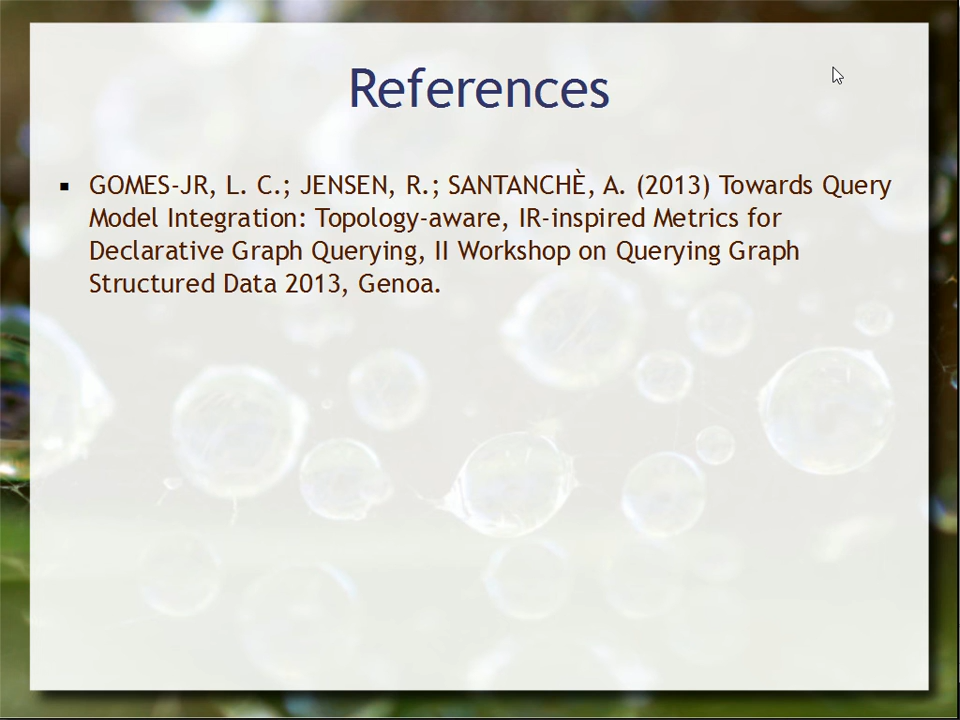 References
▪ GOMES-JR, L. C.; JENSEN, R.; SANTANCHÈ, A. (2013) Towards Query
Model Integration: Topology-aware, IR-inspired Metrics for
Declarative Graph Querying, II Workshop on Querying Graph
Structured Data 2013, Genoa.